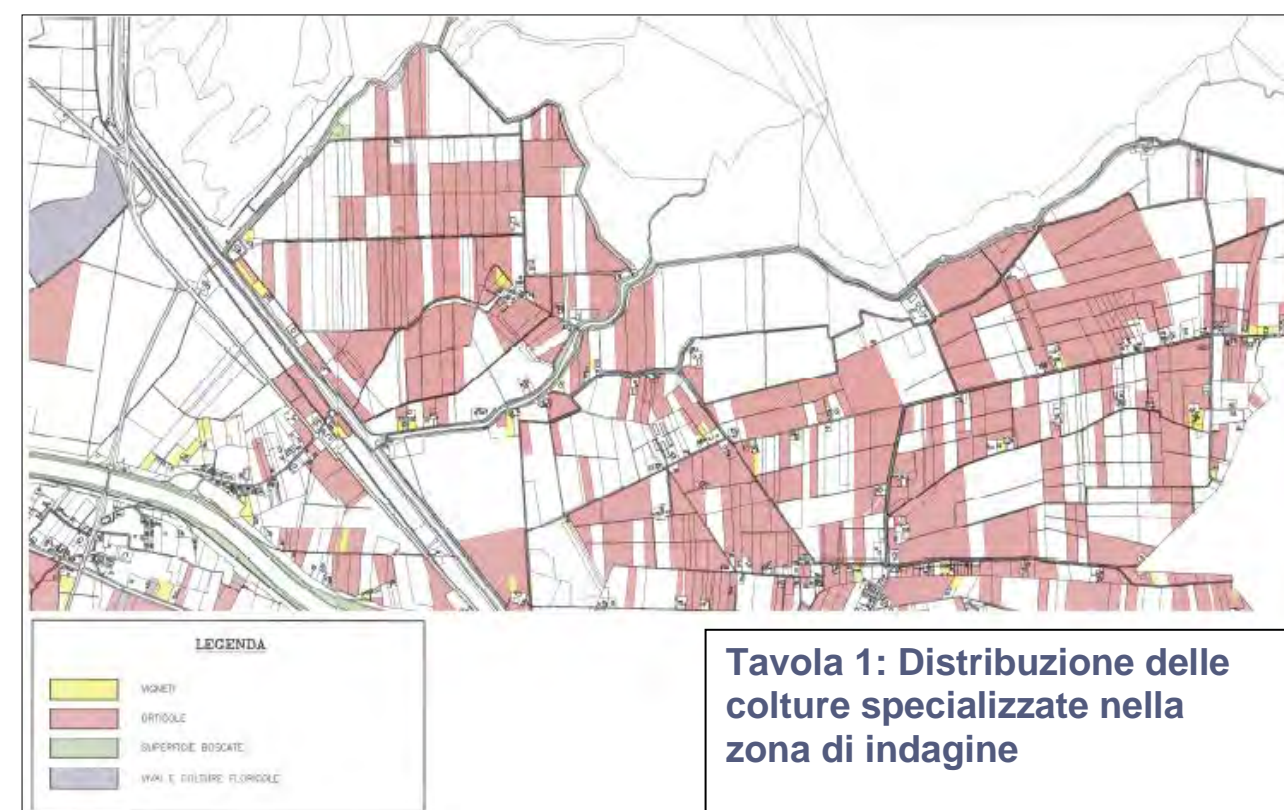 LEGENDA
VIGNETI
ORTICOLE
SUPERFICIE BOSCATE
VIVAI E COLTURE FLORICOLE
Tavola 1: Distribuzione delle
colture specializzate nella
zona di indagine